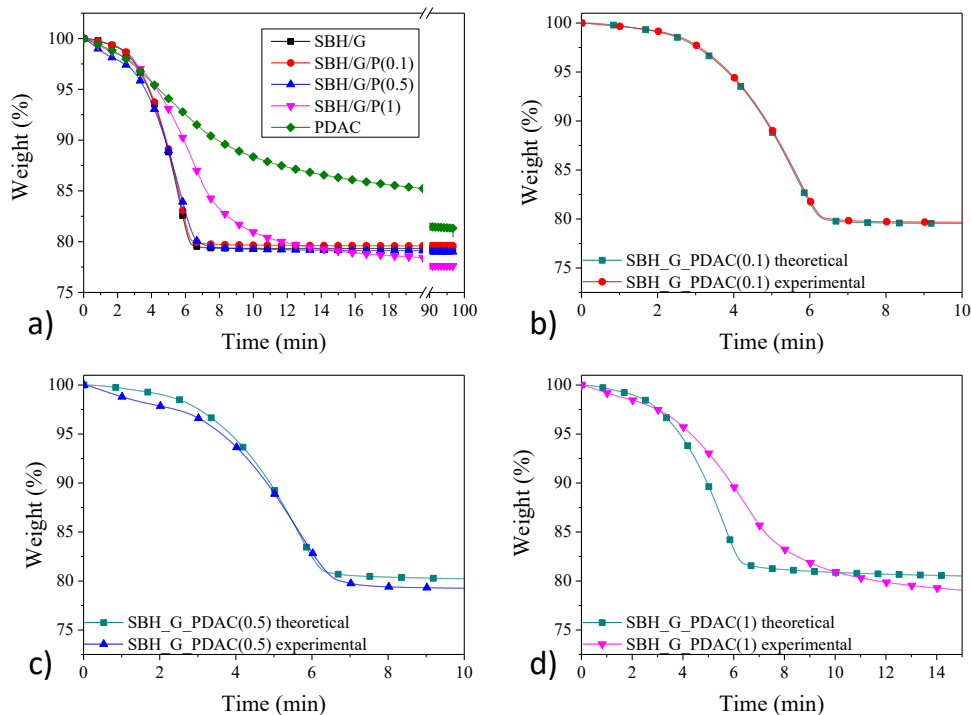 100
95
90
85
80
75
0 2 4 6 8 10 12 14 16 18 90 100
Weight (%)
Time (min)
SBH/G
SBH/G/P(0.1)
SBH/G/P(0.5)
SBH/G/P(1)
PDAC
a)
100
95
90
85
80
75
0 2 4 6 8 10
Weight (%)
Time (min)
SBH_G_PDAC(0.1) theoretical
SBH_G_PDAC(0.1) experimental
b)
100
95
90
85
80
75
0 2 4 6 8 10
Weight (%)
Time (min)
SBH_G_PDAC(0.5) theoretical
SBH_G_PDAC(0.5) experimental
c)
100
95
90
85
80
75
0 2 4 6 8 10 12 14
Weight (%)
Time (min)
SBH_G_PDAC(1) theoretical
SBH_G_PDAC(1) experimental
d)